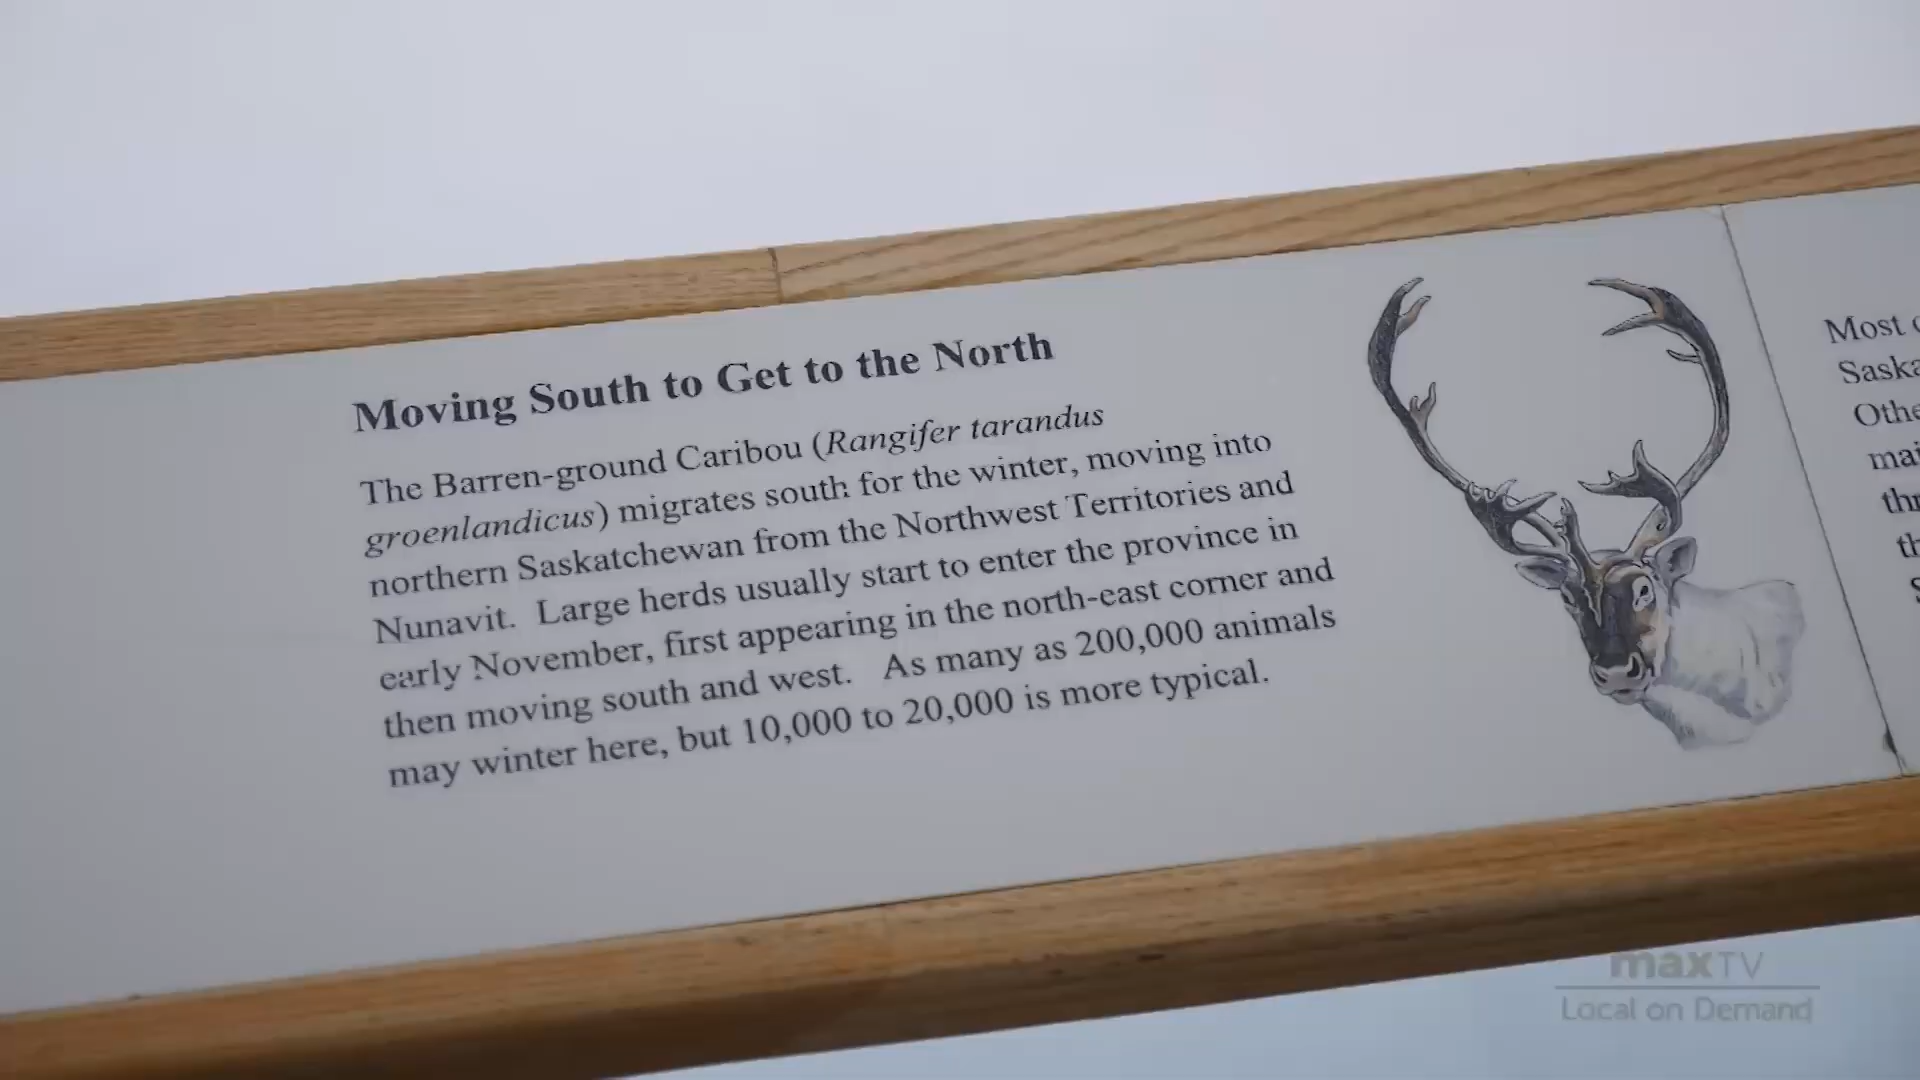 Moving South to Get to the North
The Barren-ground Caribou (Rangifer tarandus
groenlandicus) migrates south for the winter, moving into
northern Saskatchewan from the Northwest Territories and
Nunavit. Large herds usually start to enter the province in
early November, first appearing in the north-east corner and
then moving south and west. As many as 200,000 animals
may winter here, but 10,000 to 20,000 is more typical.
Most
maxTV
Local on Demand